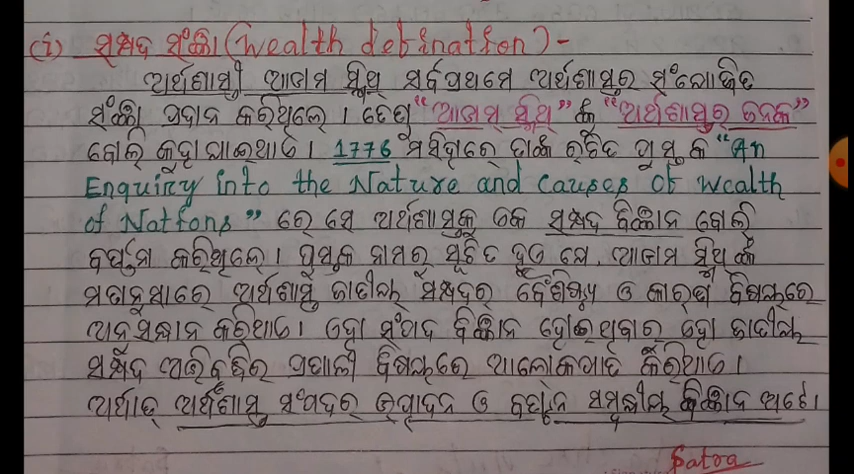 (i) ସମ୍ପଦ ସଂଜ୍ଞା (Wealth defination) -
ଅର୍ଥଶାସ୍ତ୍ରୀ ଆଡାମ ସ୍ମିଥ୍ ସର୍ବପ୍ରଥମେ ଅର୍ଥଶାସ୍ତ୍ରର ସଂଶୋଧିତ
ସଂଜ୍ଞା ପ୍ରଦାନ କରିଥିଲେ । ତେଣୁ "ଆଡାମ୍ ସ୍ମିଥ୍" ଙ୍କୁ "ଅର୍ଥଶାସ୍ତ୍ରର ଜନକ"
ବୋଲି କୁହା ଯାଇଥାଏ । 1776 ମସିହାରେ ତାଙ୍କ ରଚିତ ପୁସ୍ତକ "An
Enquiry into the Nature and causes of wealth
of Nations" ରେ ସେ ଅର୍ଥଶାସ୍ତ୍ରକୁ ଏକ ସମ୍ପଦ ବିଜ୍ଞାନ ବୋଲି
ବର୍ଣ୍ଣନା କରିଥିଲେ । ପୁସ୍ତକ ନାମରୁ ସୂଚିତ ହୁଏ ଯେ, ଆଡାମ ସ୍ମିଥ୍ ଙ୍କ
ମତାନୁସାରେ ଅର୍ଥଶାସ୍ତ୍ର ଜାତୀୟ ସମ୍ପଦର ବୈଶିଷ୍ଟ୍ୟ ଓ କାରଣ ବିଷୟରେ
ଅନୁସନ୍ଧାନ କରିଥାଏ । ଏହା ସଂପଦ ବିଜ୍ଞାନ ହୋଇଥିବାରୁ ଏହା ଜାତୀୟ
ସମ୍ପଦ ଅଭିବୃଦ୍ଧିର ପ୍ରଣାଳୀ ବିଷୟରେ ଆଲୋକପାତ କରିଥାଏ ।
ଅର୍ଥାତ୍ ଅର୍ଥଶାସ୍ତ୍ର ସଂପଦର ଉତ୍ପାଦନ ଓ ବଣ୍ଟନ ସମ୍ବନ୍ଧୀୟ ବିଜ୍ଞାନ ଅଟେ ।
Patra